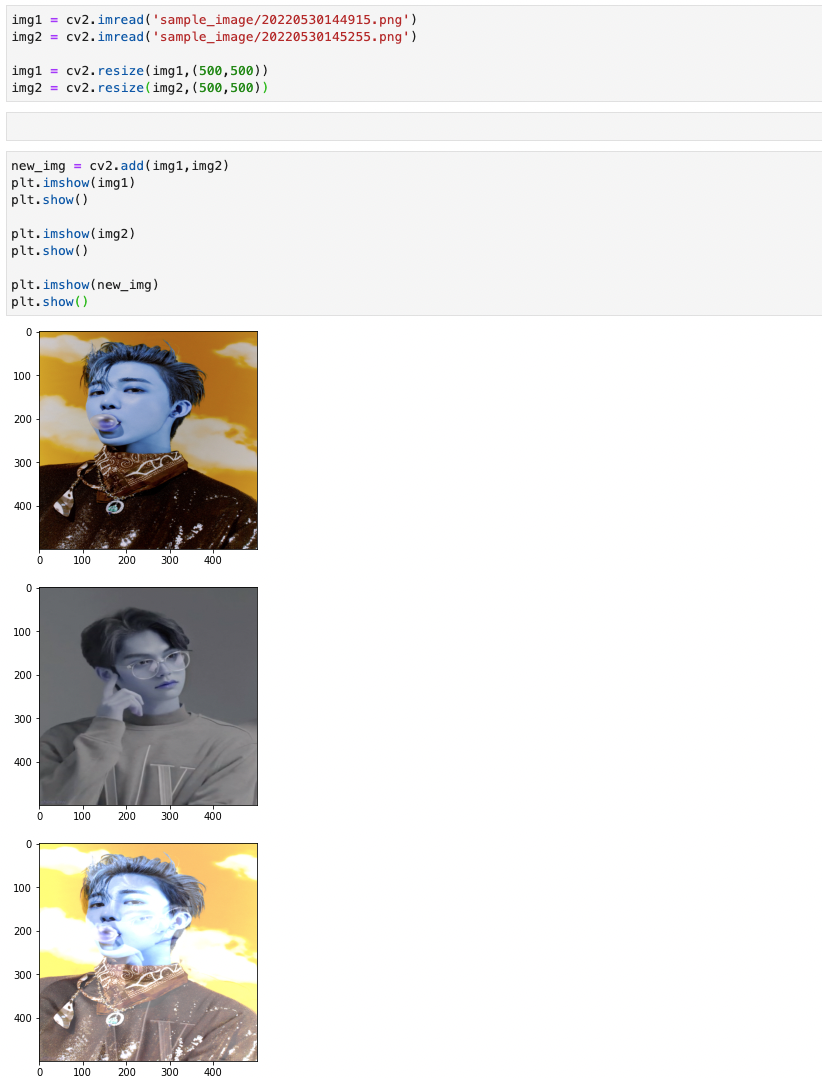 img1 = cv2.imread('sample_image/20220530144915.png')
img2 = cv2.imread('sample_image/20220530145255.png')
img1 = cv2.resize(img1,(500,500))
img2 = cv2.resize(img2,(500,500))
new_img = cv2.add(img1,img2)
plt.imshow(img1)
plt.show()
plt.imshow(img2)
plt.show()
plt.imshow(new_img)
plt.show()
0
100
200
300
400
0 100 200 300 400
0
100
200
300
400
0 100 200 300 400
0
100
200
300
400
0 100 200 300 400